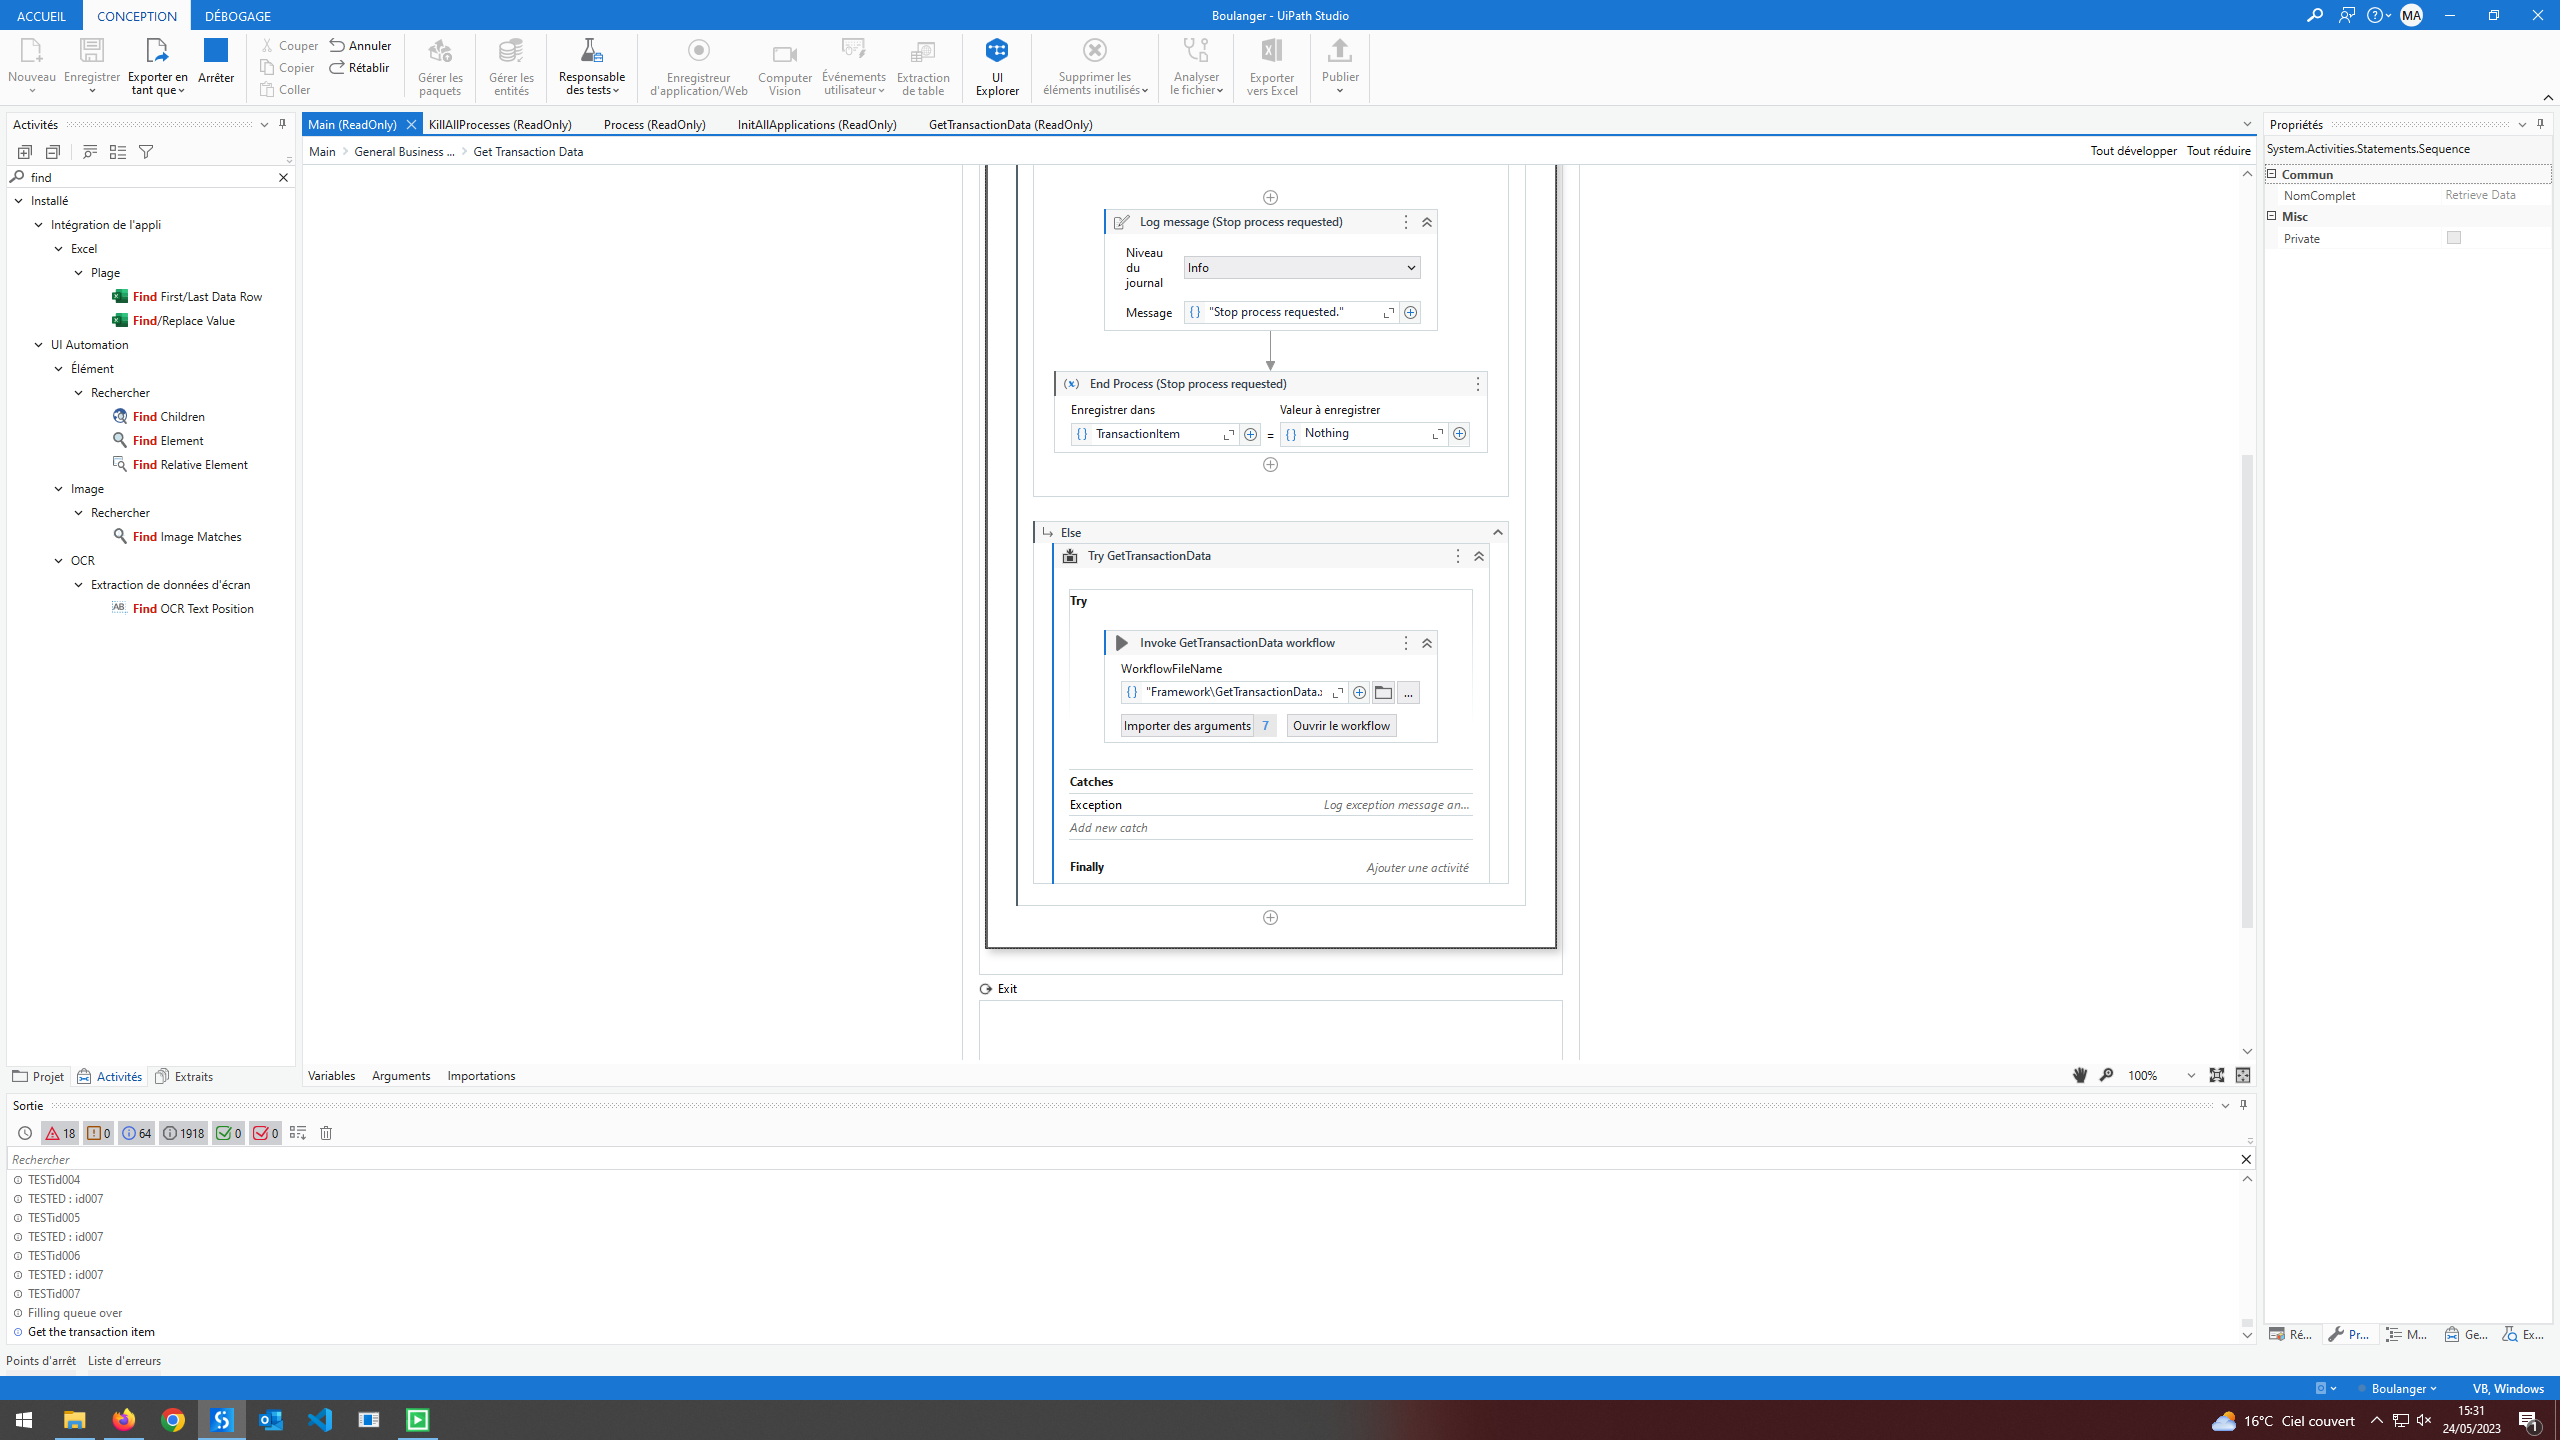 ACCUEIL CONCEPTION DÉBOGAGE Boulanger - UiPath Studio MA
Nouveau Enregistrer Exporter en tant que Arrêter
Couper Annuler
Copier Rétablir
Coller
Gérer les paquets
Gérer les entités
Responsable des tests
Enregistreur d'application/Web
Computer Vision
Événements utilisateur
Extraction de table
UI Explorer
Supprimer les éléments inutilisés
Analyser le fichier
Exporter vers Excel
Publier
Activités
find
Installé
Intégration de l'appli
Excel
Plage
Find First/Last Data Row
Find/Replace Value
UI Automation
Élément
Rechercher
Find Children
Find Element
Find Relative Element
Image
Rechercher
Find Image Matches
OCR
Extraction de données d'écran
Find OCR Text Position
Projet Activités Extraits
Main (ReadOnly) KillAllProcesses (ReadOnly) Process (ReadOnly) InitAllApplications (ReadOnly) GetTransactionData (ReadOnly)
Main General Business ... Get Transaction Data Tout développer Tout réduire
Log message (Stop process requested)
Niveau du journal Info
Message "Stop process requested."
End Process (Stop process requested)
Enregistrer dans Valeur à enregistrer
TransactionItem = Nothing
Else
Try GetTransactionData
Try
Invoke GetTransactionData workflow
WorkflowFileName
"Framework\GetTransactionData.x ...
Importer des arguments 7 Ouvrir le workflow
Catches
Exception Log exception message an...
Add new catch
Finally Ajouter une activité
Exit
Variables Arguments Importations 100%
Propriétés
System.Activities.Statements.Sequence
Commun
NomComplet Retrieve Data
Misc
Private
Sortie
18 0 64 1918 0 0
Rechercher
TESTid004
TESTED : id007
TESTid005
TESTED : id007
TESTid006
TESTED : id007
TESTid007
Filling queue over
Get the transaction item
Ré... Pr... M... Ge... Ex...
Points d'arrêt Liste d'erreurs
Boulanger VB, Windows
16°C Ciel couvert 15:31
24/05/2023 1